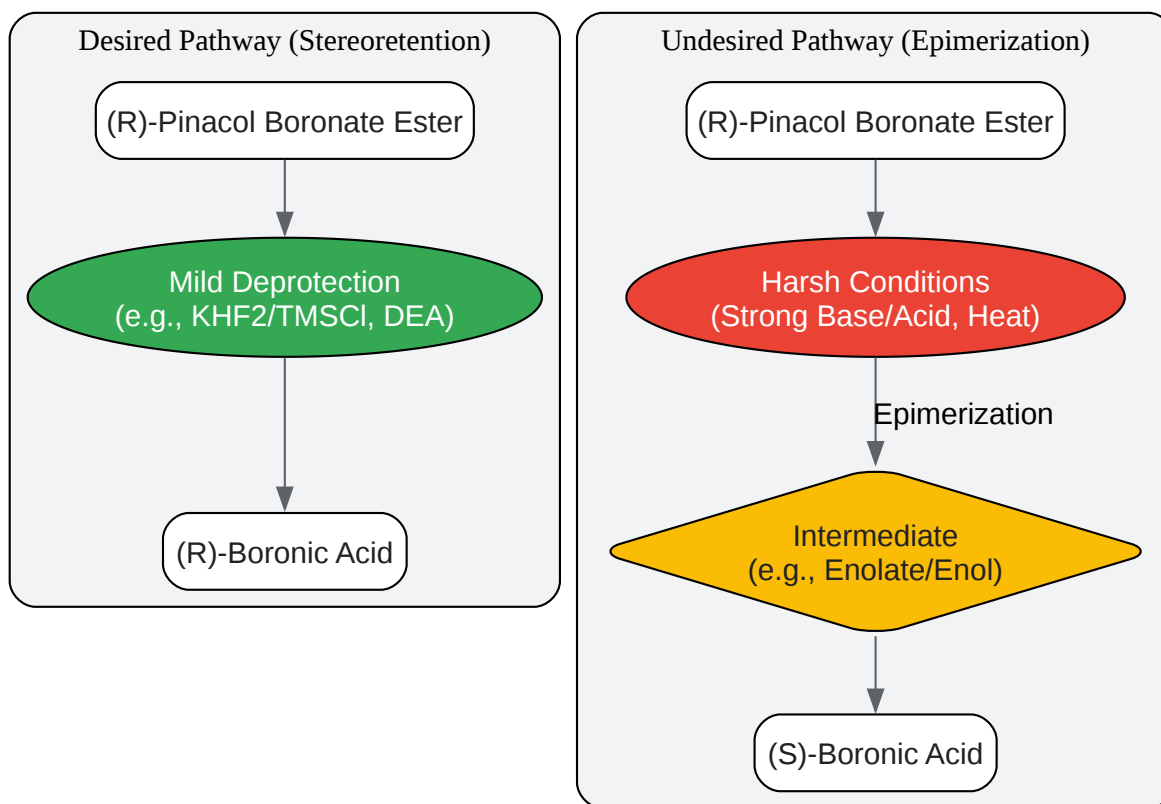 Desired Pathway (Stereoretention)
(R)-Pinacol Boronate Ester
Mild Deprotection
(e.g., KHF2/TMSCl, DEA)
(R)-Boronic Acid
Undesired Pathway (Epimerization)
(R)-Pinacol Boronate Ester
Harsh Conditions
(Strong Base/Acid, Heat)
Epimerization
Intermediate
(e.g., Enolate/Enol)
(S)-Boronic Acid